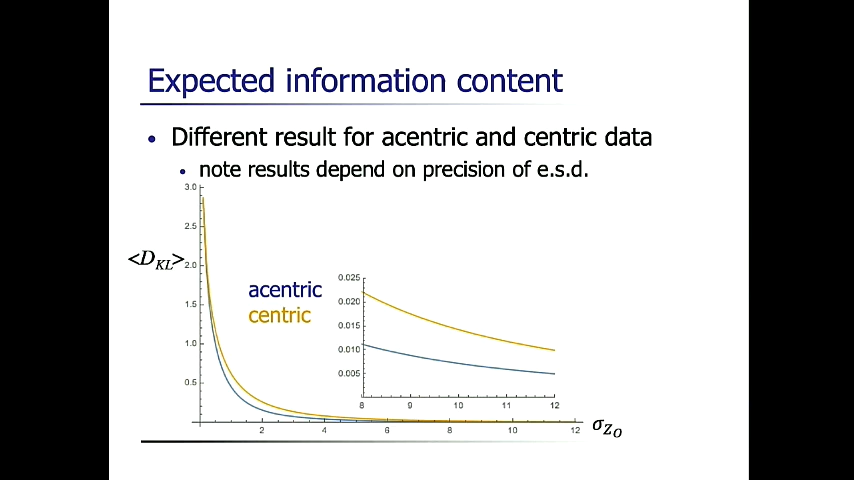 Expected information content
• Different result for acentric and centric data
• note results depend on precision of e.s.d.
3.0
2.5
<D_KL> 2.0
1.5
1.0
0.5
2 4 6 8 10 12
σ_Z_O
acentric
centric
0.025
0.020
0.015
0.010
0.005
8 9 10 11 12